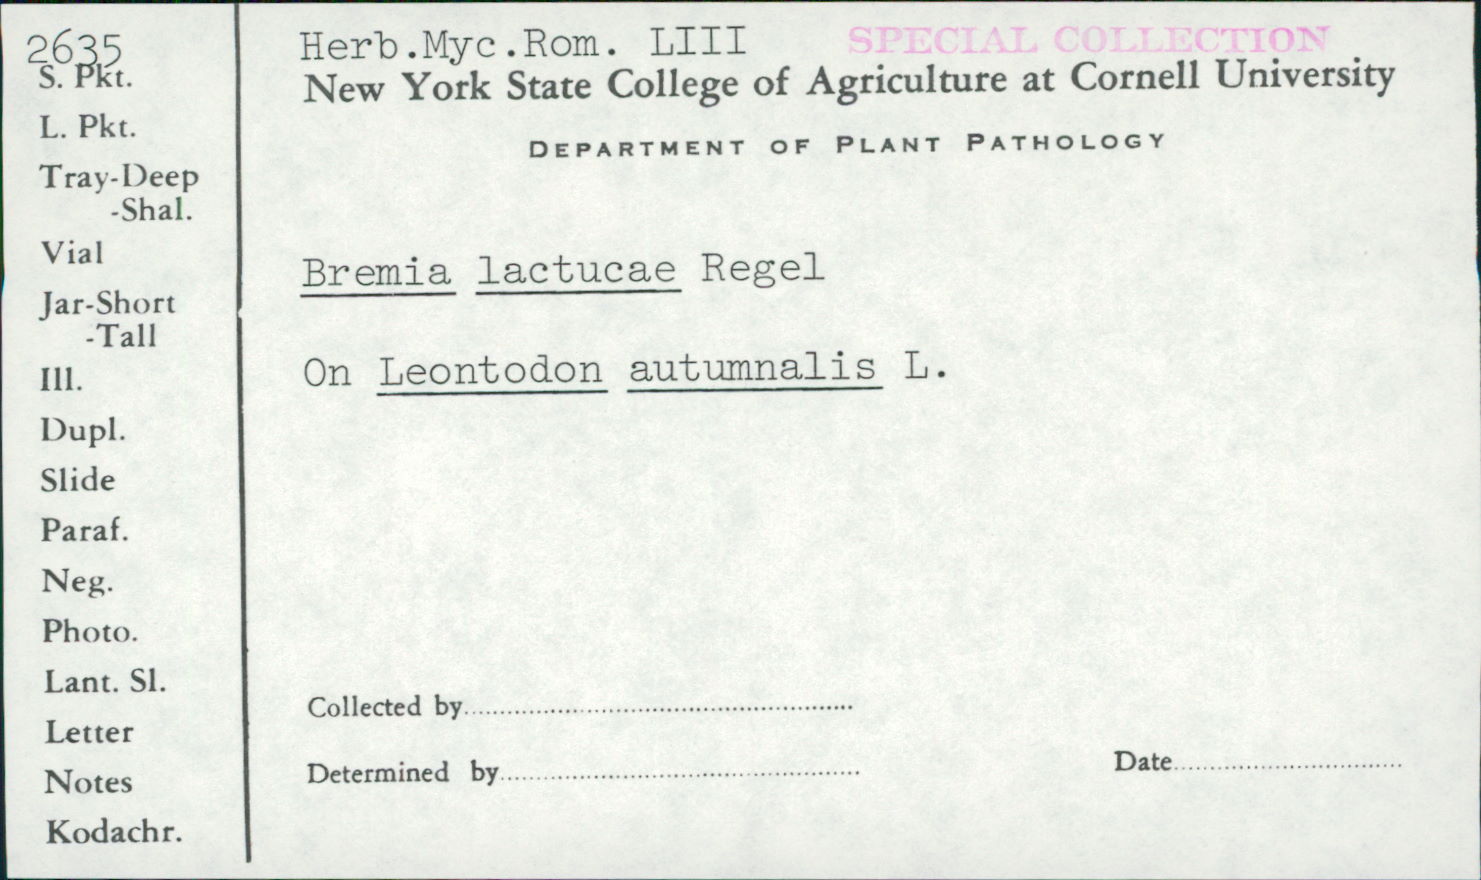 2635
S. Pkt.
L. Pkt.
Tray-Deep
-Shal.
Vial
Jar-Short
-Tall
Ill.
Dupl.
Slide
Paraf.
Neg.
Photo.
Lant. Sl.
Letter
Notes
Kodachr.
Herb.Myc.Rom. LIII SPECIAL COLLECTION
New York State College of Agriculture at Cornell University
DEPARTMENT OF PLANT PATHOLOGY
Bremia lactucae Regel
On Leontodon autumnalis L.
Collected by
Determined by Date